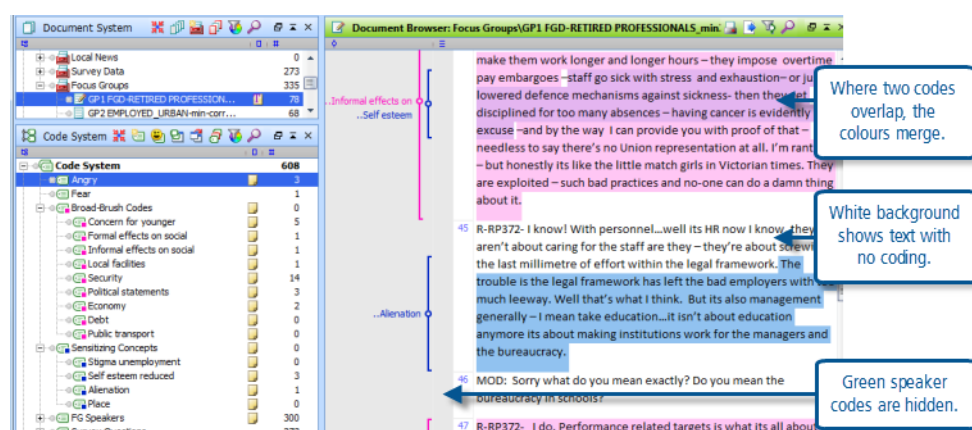 Document System
Local News 0
Survey Data 273
Focus Groups 335
GP1 FGD-RETIRED PROFESSION... 78
GP2 EMPLOYED_URBAN-min-corr... 68
Code System
Code System 608
Angry 3
Fear 1
Broad-Brush Codes 0
Concern for younger 5
Formal effects on social 1
Informal effects on social 1
Local facilities 1
Security 14
Political statements 3
Economy 2
Debt 0
Public transport 0
Sensitizing Concepts 0
Stigma unemployment 0
Self esteem reduced 3
Alienation 1
Place 0
FG Speakers 300
Document Browser: Focus Groups\GP1 FGD-RETIRED PROFESSIONALS_min
..Informal effects on
..Self esteem
..Alienation
make them work longer and longer hours – they impose overtime
pay embargoes –staff go sick with stress and exhaustion– or ju
lowered defence mechanisms against sickness- then they get
disciplined for too many absences – having cancer is evidently
excuse –and by the way I can provide you with proof of that –
needless to say there's no Union representation at all. I'm rant
– but honestly its like the little match girls in Victorian times. They
are exploited – such bad practices and no-one can do a damn thing
about it.
45 R-RP372- I know! With personnel...well its HR now I know, they
aren't about caring for the staff are they – they're about screwi
the last millimetre of effort within the legal framework. The
trouble is the legal framework has left the bad employers with
much leeway. Well that's what I think. But its also management
generally – I mean take education...it isn't about education
anymore its about making institutions work for the managers and
the bureaucracy.
46 MOD: Sorry what do you mean exactly? Do you mean the
bureaucracy in schools?
47 R-RP372- I do. Performance related targets is what its all about
Where two codes
overlap, the
colours merge.
White background
shows text with
no coding.
Green speaker
codes are hidden.